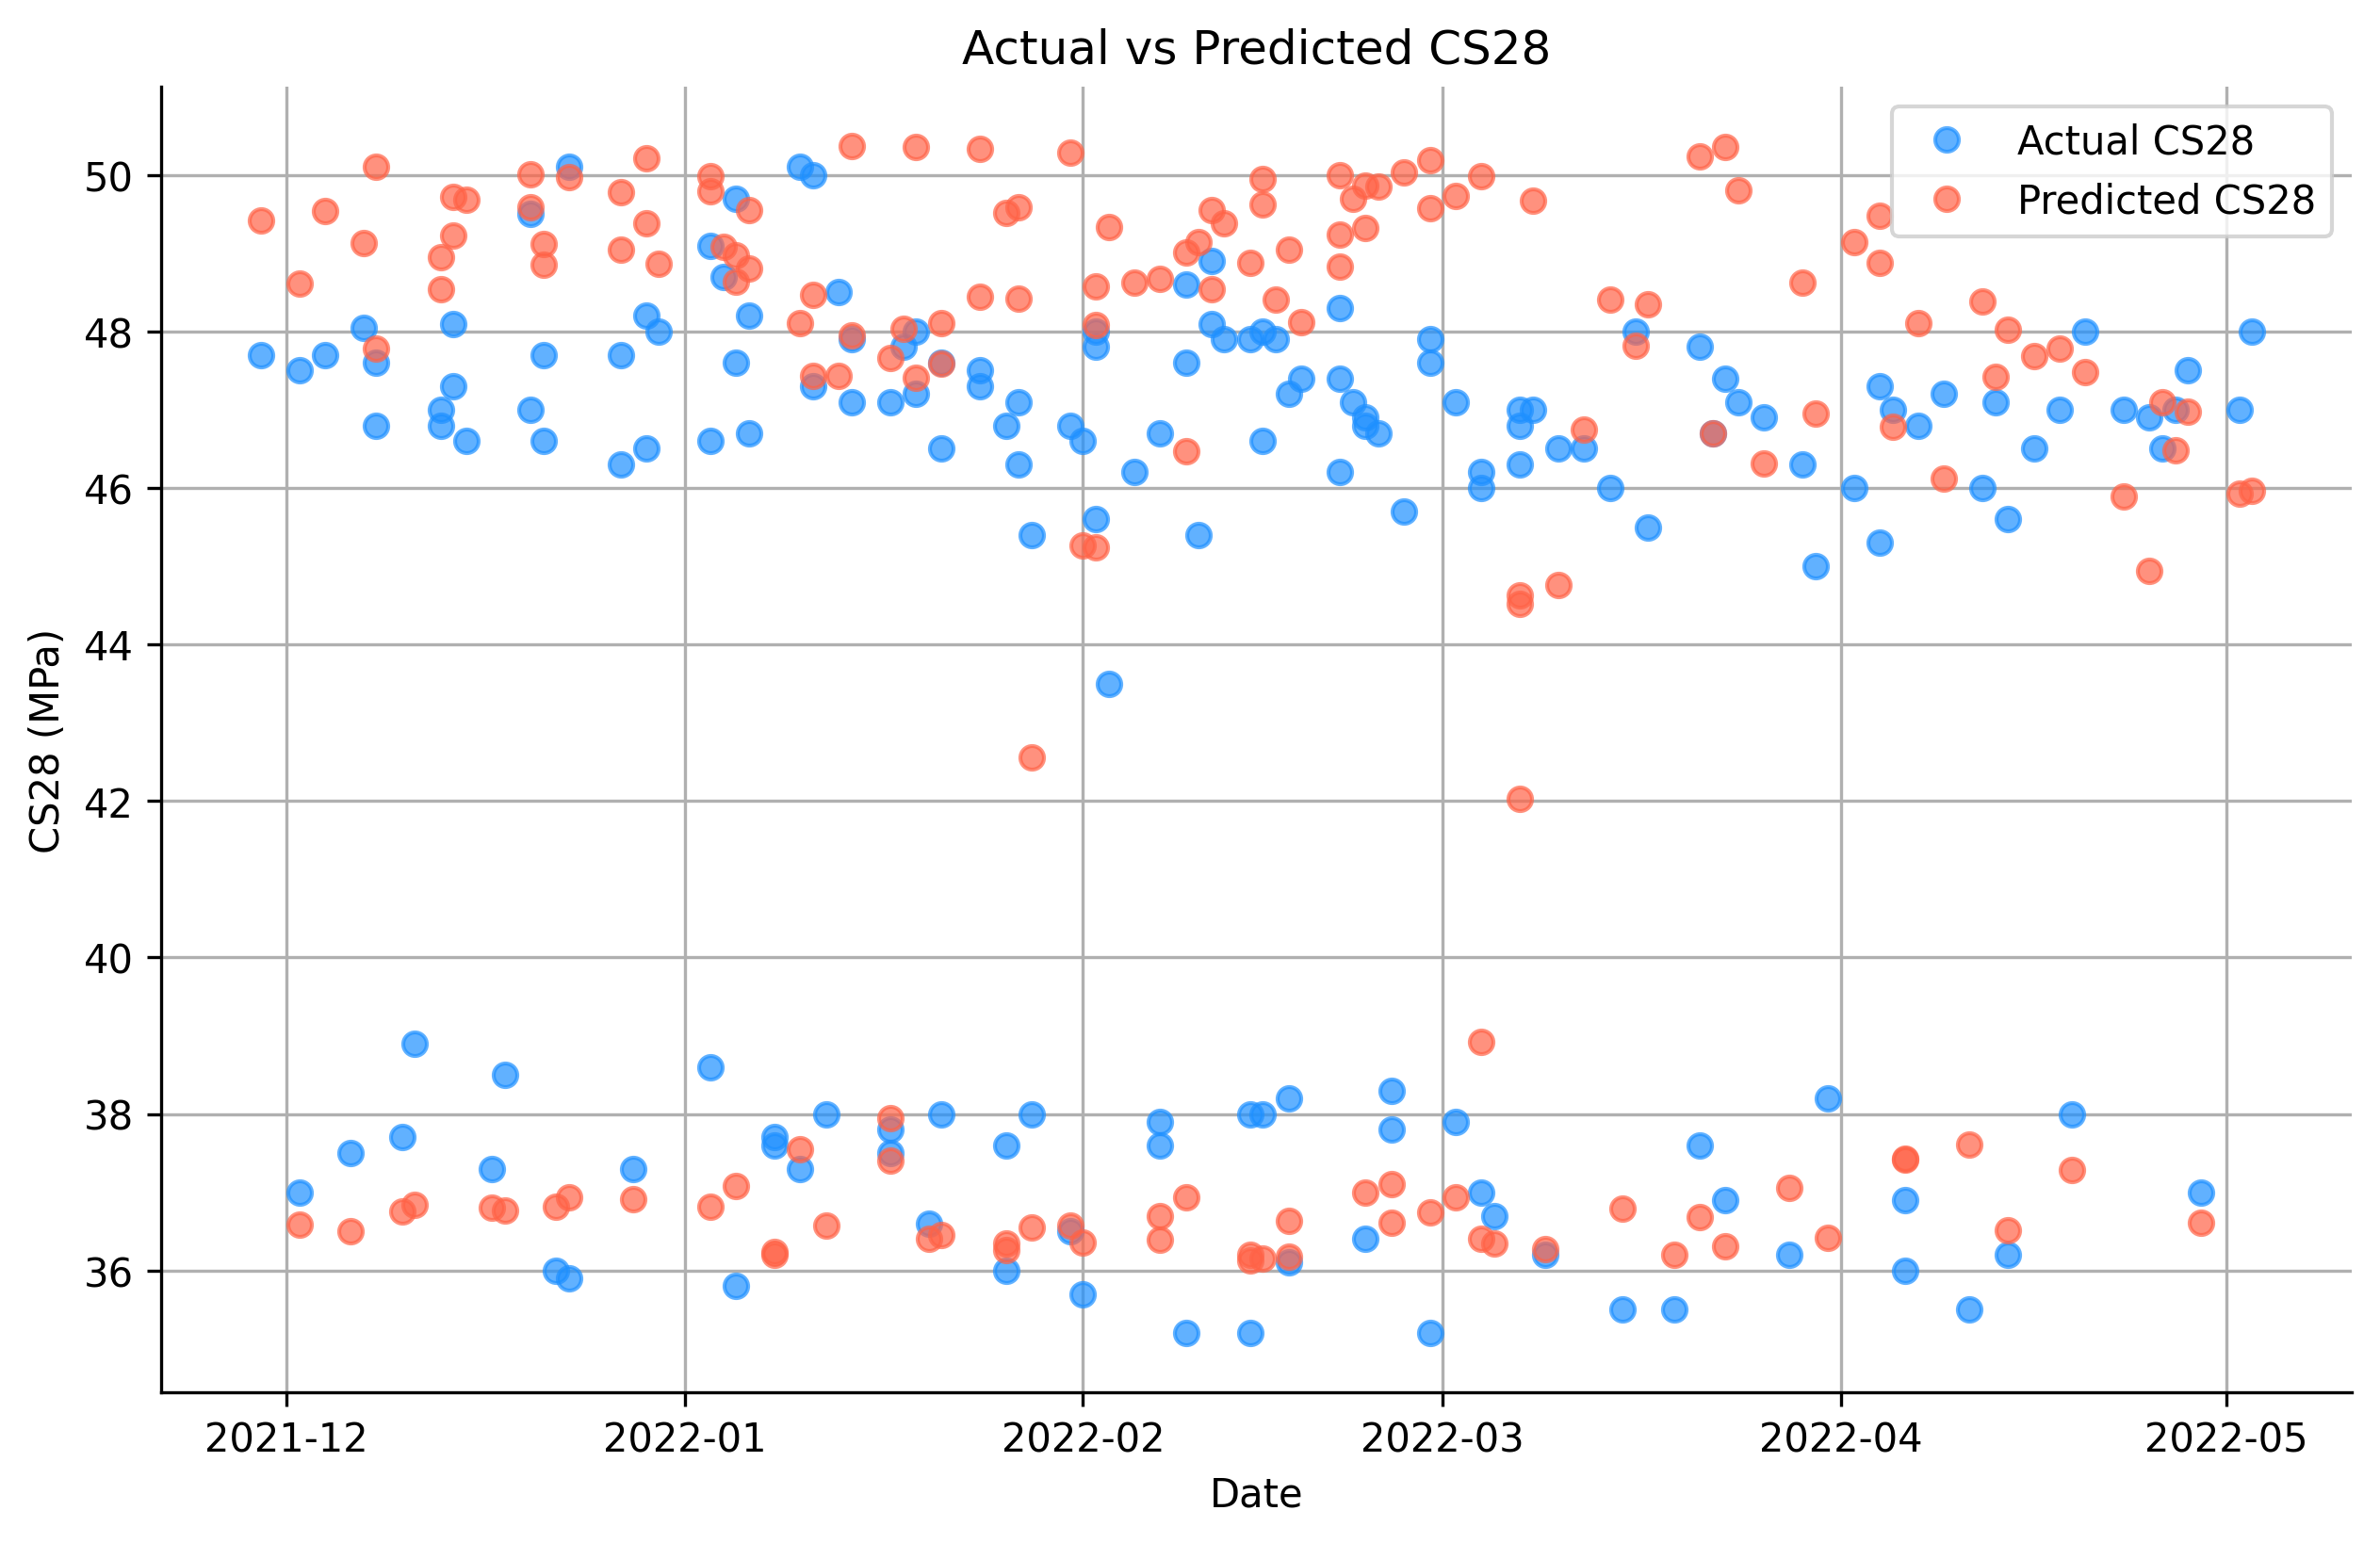 Actual vs Predicted CS28
Actual CS28
Predicted CS28
CS28 (MPa)
50
48
46
44
42
40
38
36
2021-12 2022-01 2022-02 2022-03 2022-04 2022-05
Date